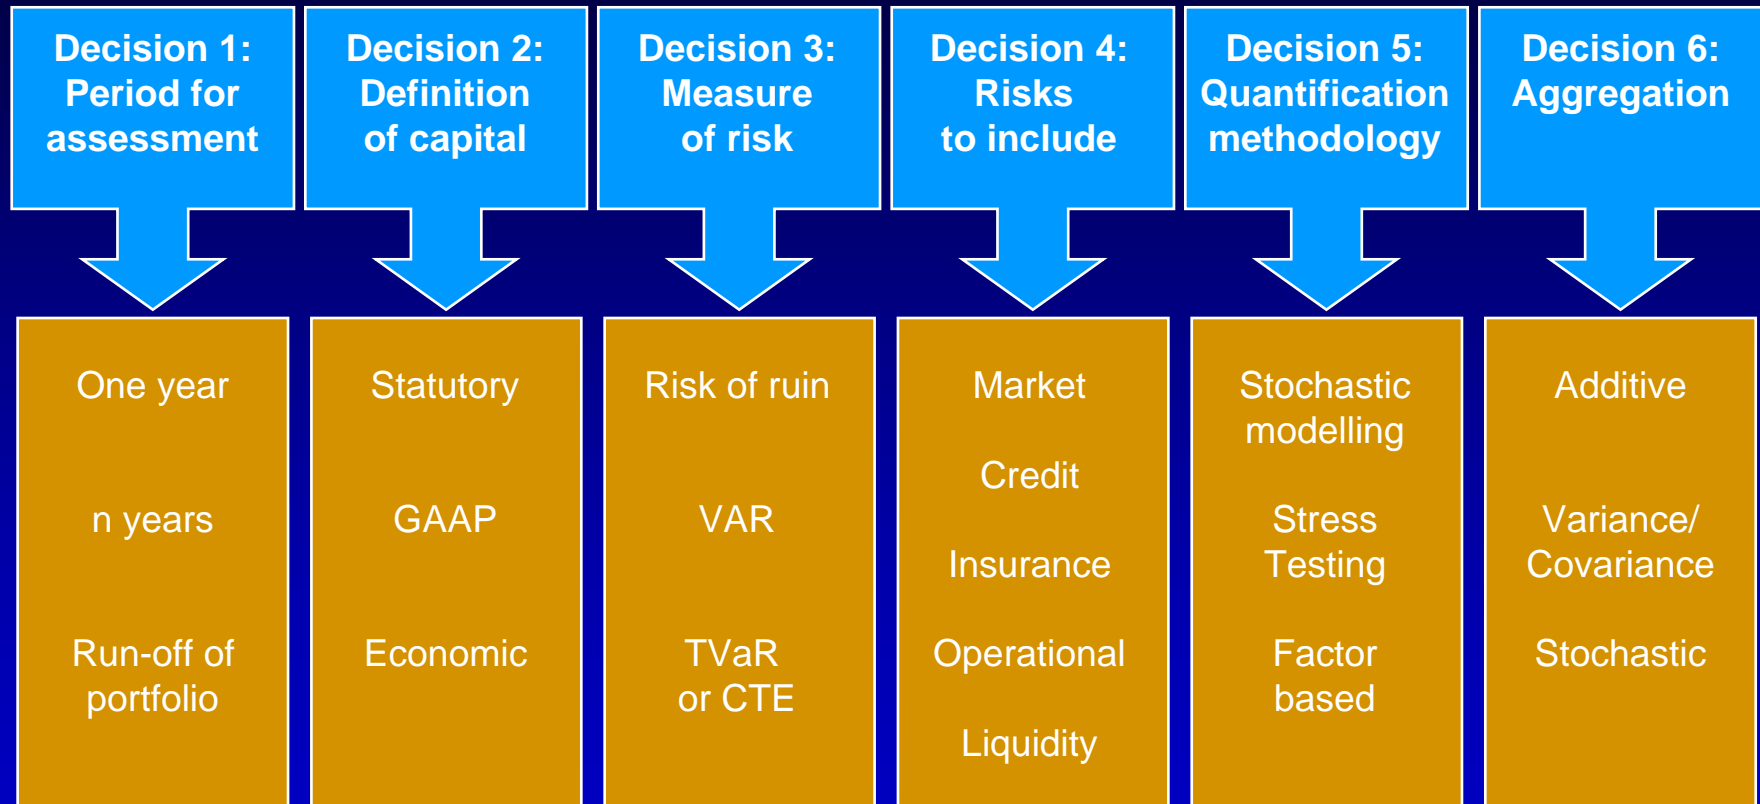 Decision 1:
Period for
assessment
Decision 2:
Definition
of capital
Decision 3:
Measure
of risk
Decision 4:
Risks
to include
Decision 5:
Quantification
methodology
Decision 6:
Aggregation
One year
n years
Run-off of
portfolio
Statutory
GAAP
Economic
Risk of ruin
VAR
TVaR
or CTE
Market
Credit
Insurance
Operational
Liquidity
Stochastic
modelling
Stress
Testing
Factor
based
Additive
Variance/
Covariance
Stochastic